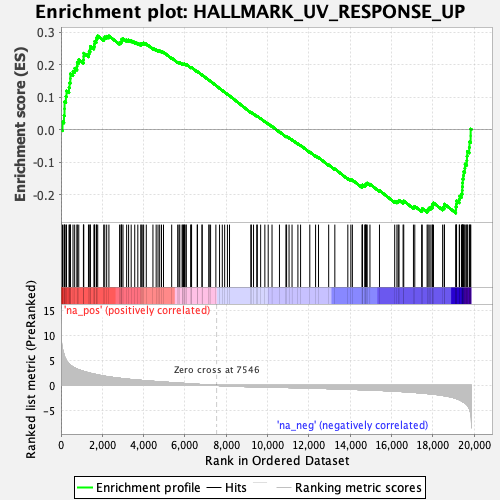 Enrichment plot: HALLMARK_UV_RESPONSE_UP
Enrichment score (ES)
0.3
0.2
0.1
0.0
-0.1
-0.2
'na_pos' (positively correlated)
Ranked list metric (PreRanked)
15
10
5
0
-5
Zero cross at 7546
'na_neg' (negatively correlated)
0
2,000
4,000
6,000
8,000
10,000
12,000
14,000
16,000
18,000
20,000
Rank in Ordered Dataset
Enrichment profile
Hits
Ranking metric scores